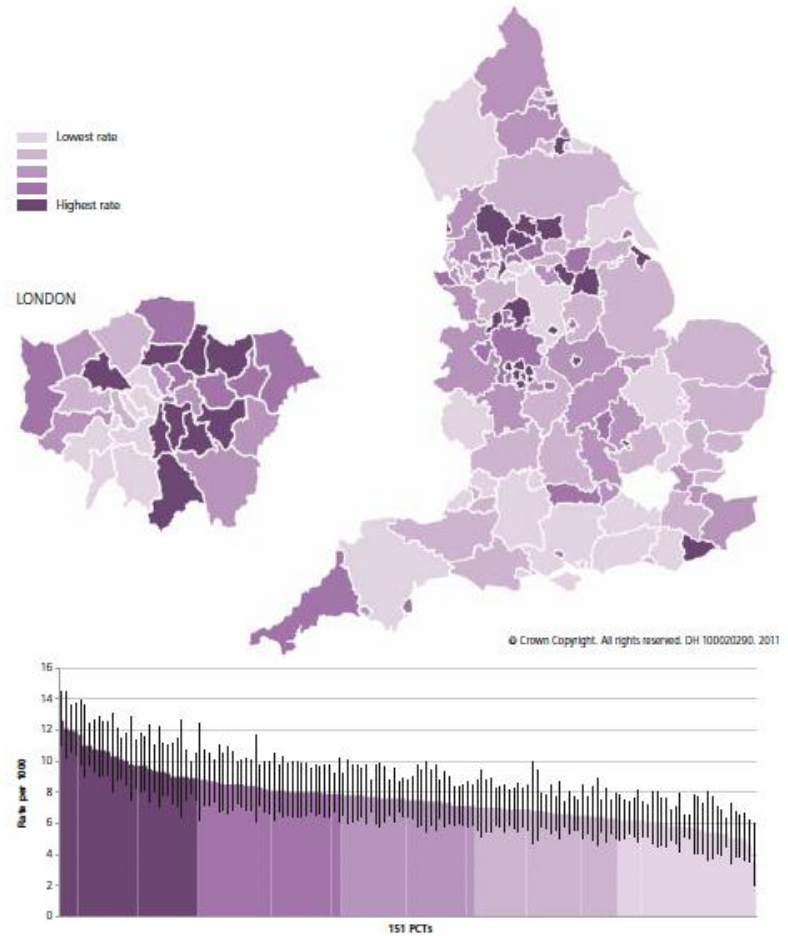 Lowest rate
Highest rate
LONDON
© Crown Copyright. All rights reserved. DH 100020290. 2011
16
14
12
10
8
6
4
2
0
Rate per 1000
151 PCTs